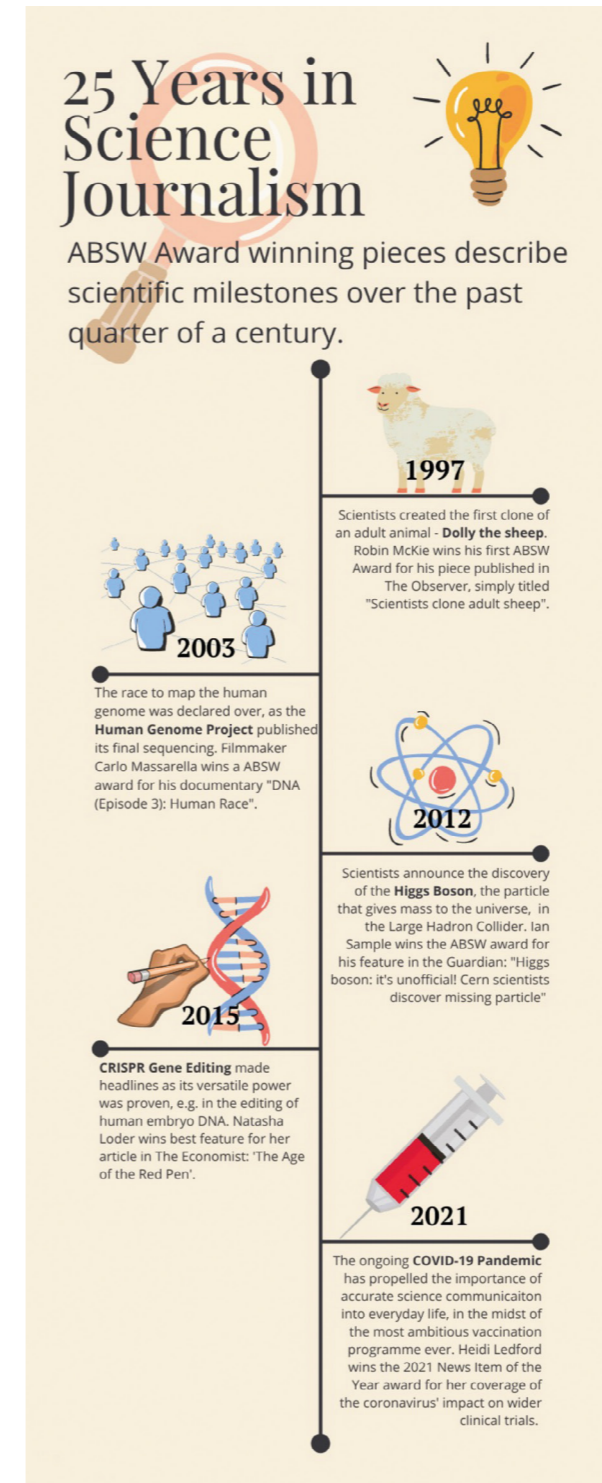 25 Years in
Science
Journalism
ABSW Award winning pieces describe
scientific milestones over the past
quarter of a century.
1997
Scientists created the first clone of
an adult animal - Dolly the sheep.
Robin McKie wins his first ABSW
Award for his piece published in
The Observer, simply titled
"Scientists clone adult sheep".
2003
The race to map the human
genome was declared over, as the
Human Genome Project published
its final sequencing. Filmmaker
Carlo Massarella wins a ABSW
award for his documentary "DNA
(Episode 3): Human Race".
2012
Scientists announce the discovery
of the Higgs Boson, the particle
that gives mass to the universe, in
the Large Hadron Collider. Ian
Sample wins the ABSW award for
his feature in the Guardian: "Higgs
boson: it's unofficial! Cern scientists
discover missing particle"
2015
CRISPR Gene Editing made
headlines as its versatile power
was proven, e.g. in the editing of
human embryo DNA. Natasha
Loder wins best feature for her
article in The Economist: 'The Age
of the Red Pen'.
2021
The ongoing COVID-19 Pandemic
has propelled the importance of
accurate science communicaiton
into everyday life, in the midst of
the most ambitious vaccination
programme ever. Heidi Ledford
wins the 2021 News Item of the
Year award for her coverage of
the coronavirus' impact on wider
clinical trials.